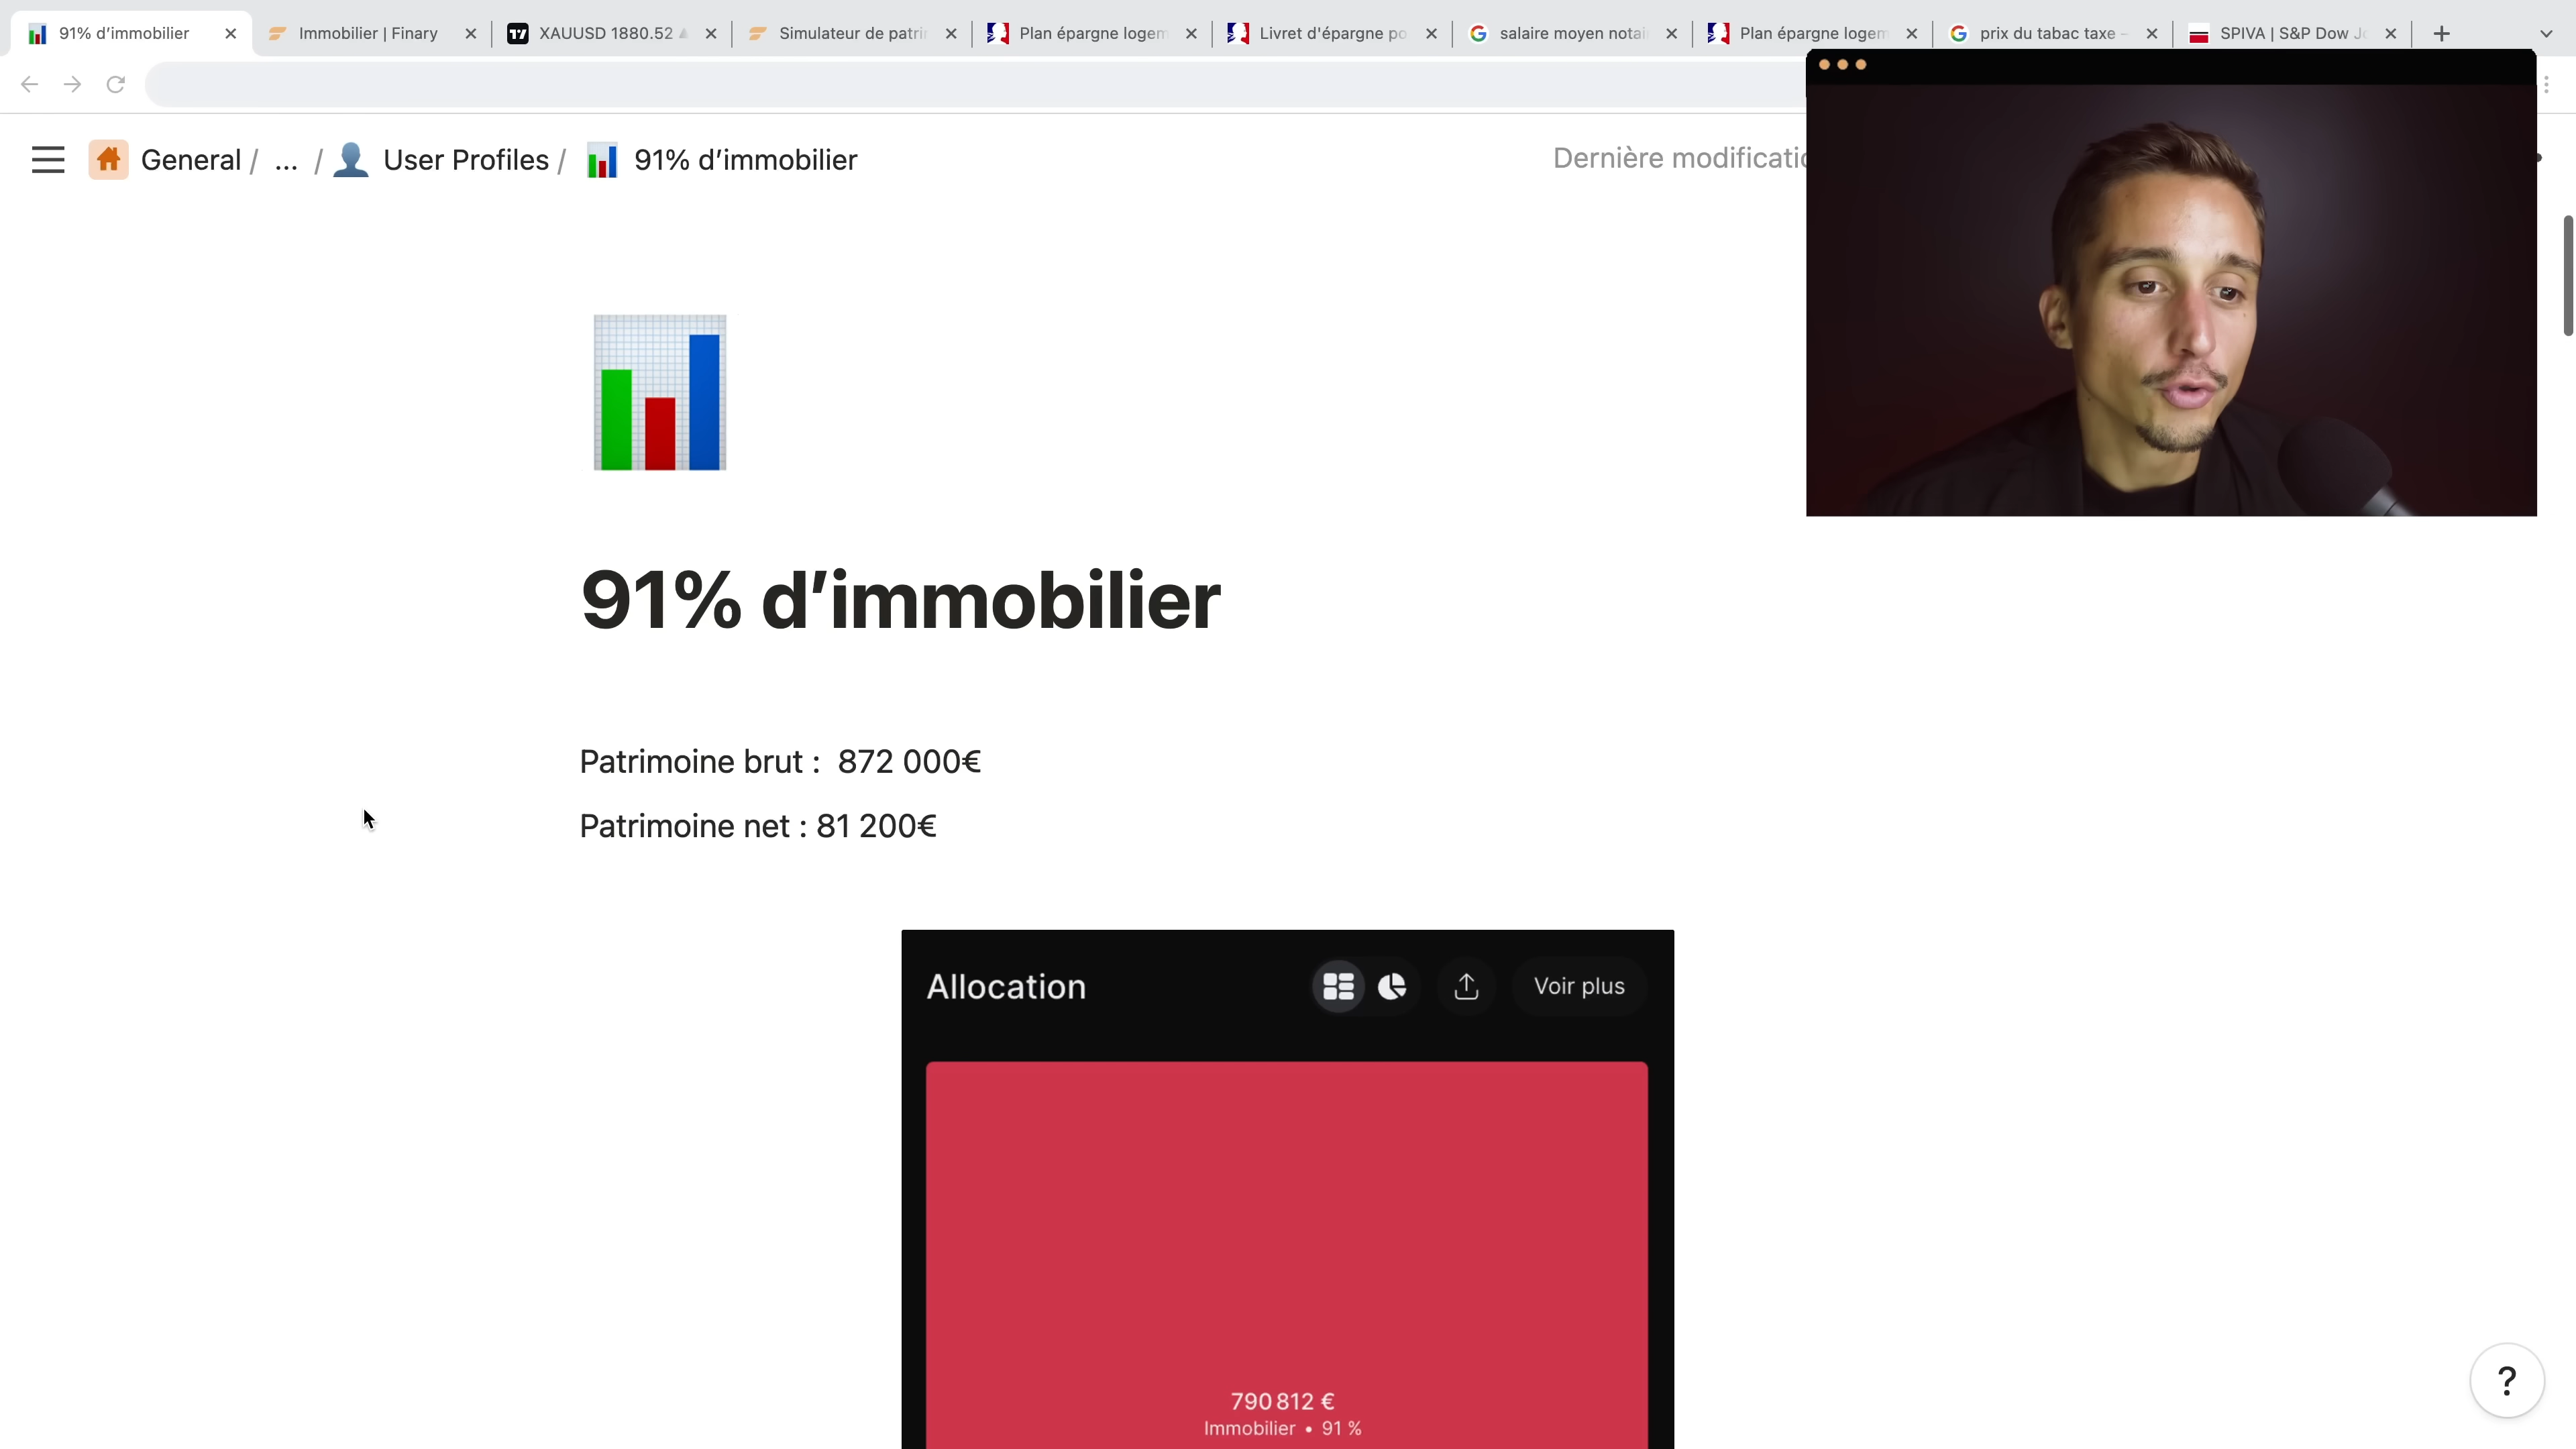 91% d’immobilier
Immobilier | Finary
XAUUSD 1880.52
Simulateur de patri
Plan épargne logem
Livret d'épargne po
salaire moyen notai
Plan épargne logem
prix du tabac taxe -
SPIVA | S&P Dow Jo
General / ... / User Profiles / 91% d’immobilier
Dernière modificatio
91% d’immobilier
Patrimoine brut : 872 000€
Patrimoine net : 81 200€
Allocation
Voir plus
790 812 €
Immobilier • 91 %
?